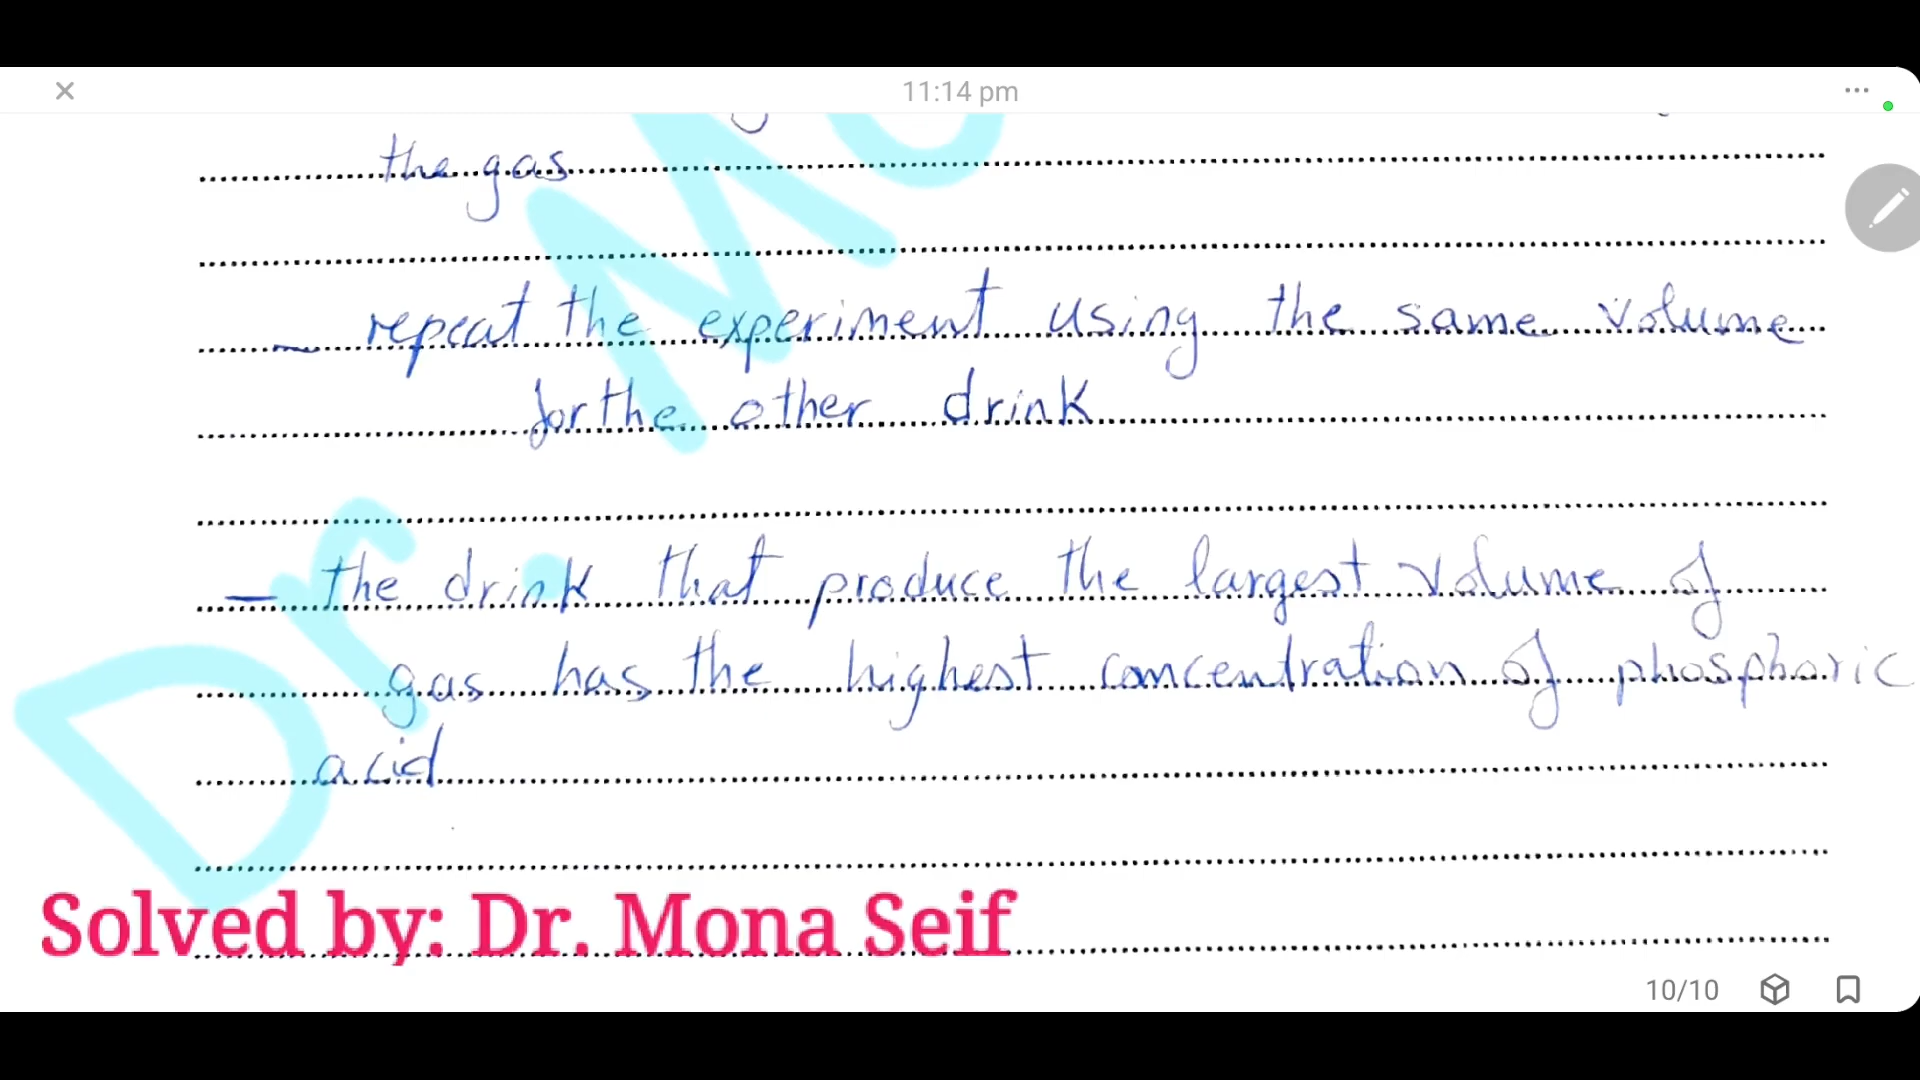 11:14 pm
the gas
– repeat the experiment using the same volume
for the other drink
– the drink that produce the largest volume of
gas has the highest concentration of phosphoric
acid
Dr. Mo
Solved by: Dr. Mona Seif
10/10